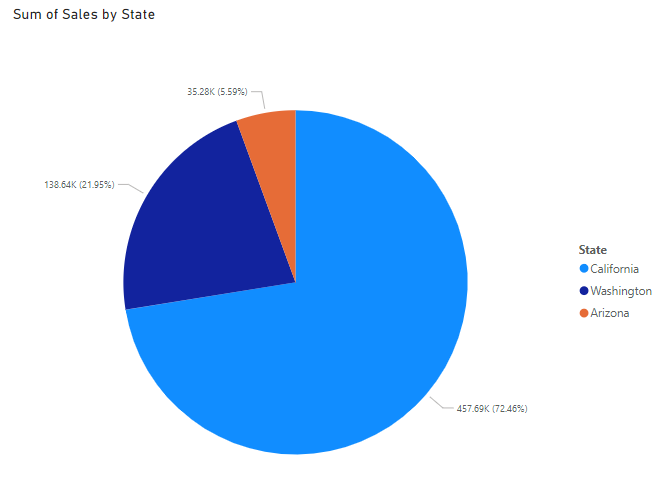 Sum of Sales by State
35.28K (5.59%)
138.64K (21.95%)
457.69K (72.46%)
State
California
Washington
Arizona